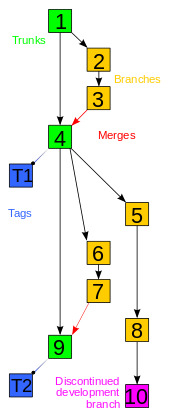 1
Trunks
2
Branches
3
4
Merges
T1
5
Tags
6
7
8
9
T2
Discontinued
development
branch
10